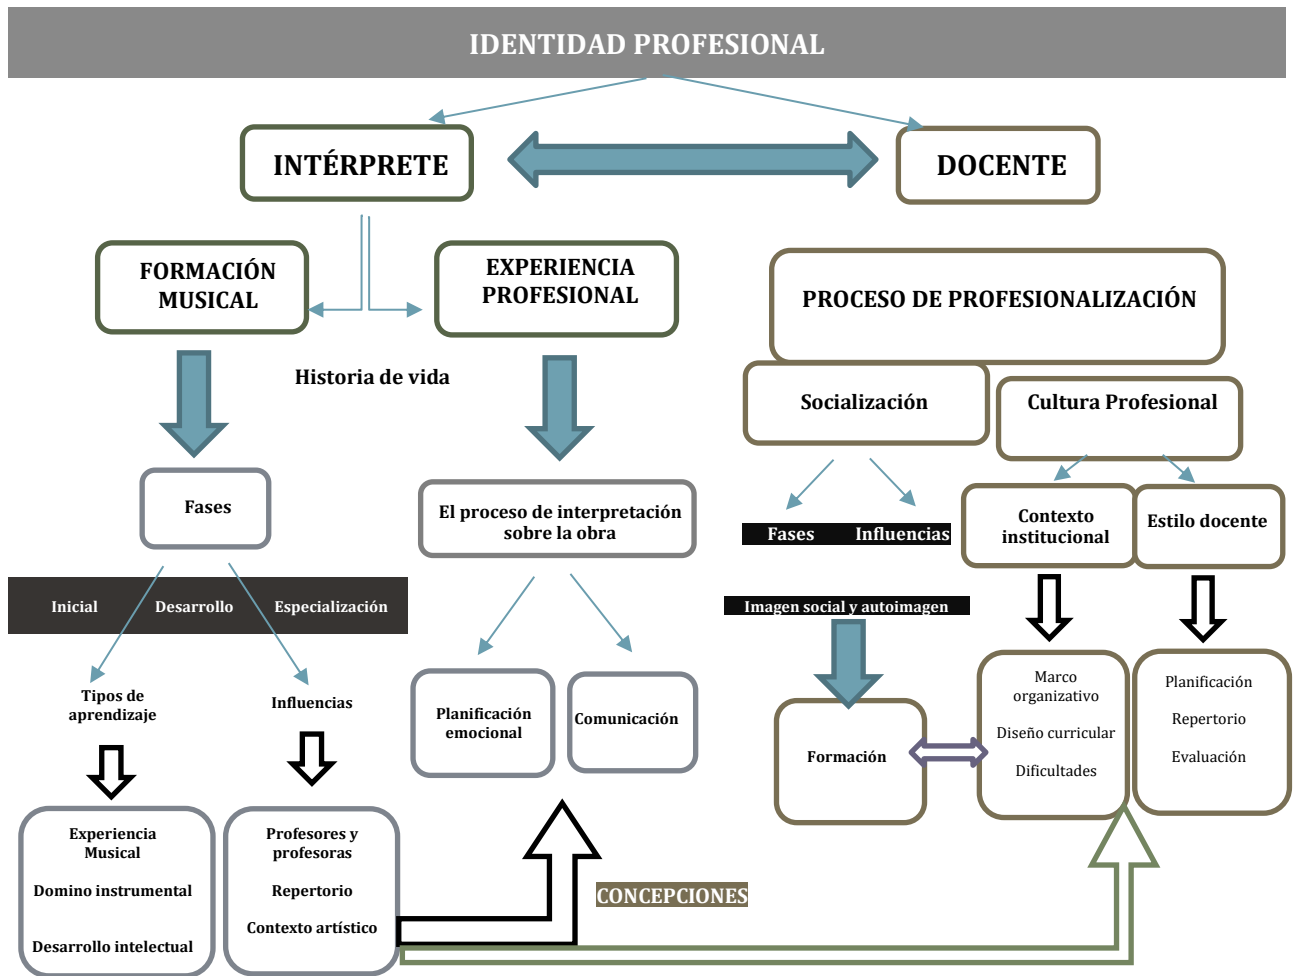 IDENTIDAD PROFESIONAL
INTÉRPRETE
DOCENTE
FORMACIÓN
MUSICAL
EXPERIENCIA
PROFESIONAL
PROCESO DE PROFESIONALIZACIÓN
Historia de vida
Socialización
Cultura Profesional
Fases
El proceso de interpretación
sobre la obra
Fases Influencias
Contexto
institucional
Estilo docente
Inicial Desarrollo Especialización
Imagen social y autoimagen
Tipos de
aprendizaje
Influencias
Planificación
emocional
Comunicación
Formación
Marco
organizativo
Diseño curricular
Dificultades
Planificación
Repertorio
Evaluación
Experiencia
Musical
Domino instrumental
Desarrollo intelectual
Profesores y
profesoras
Repertorio
Contexto artístico
CONCEPCIONES